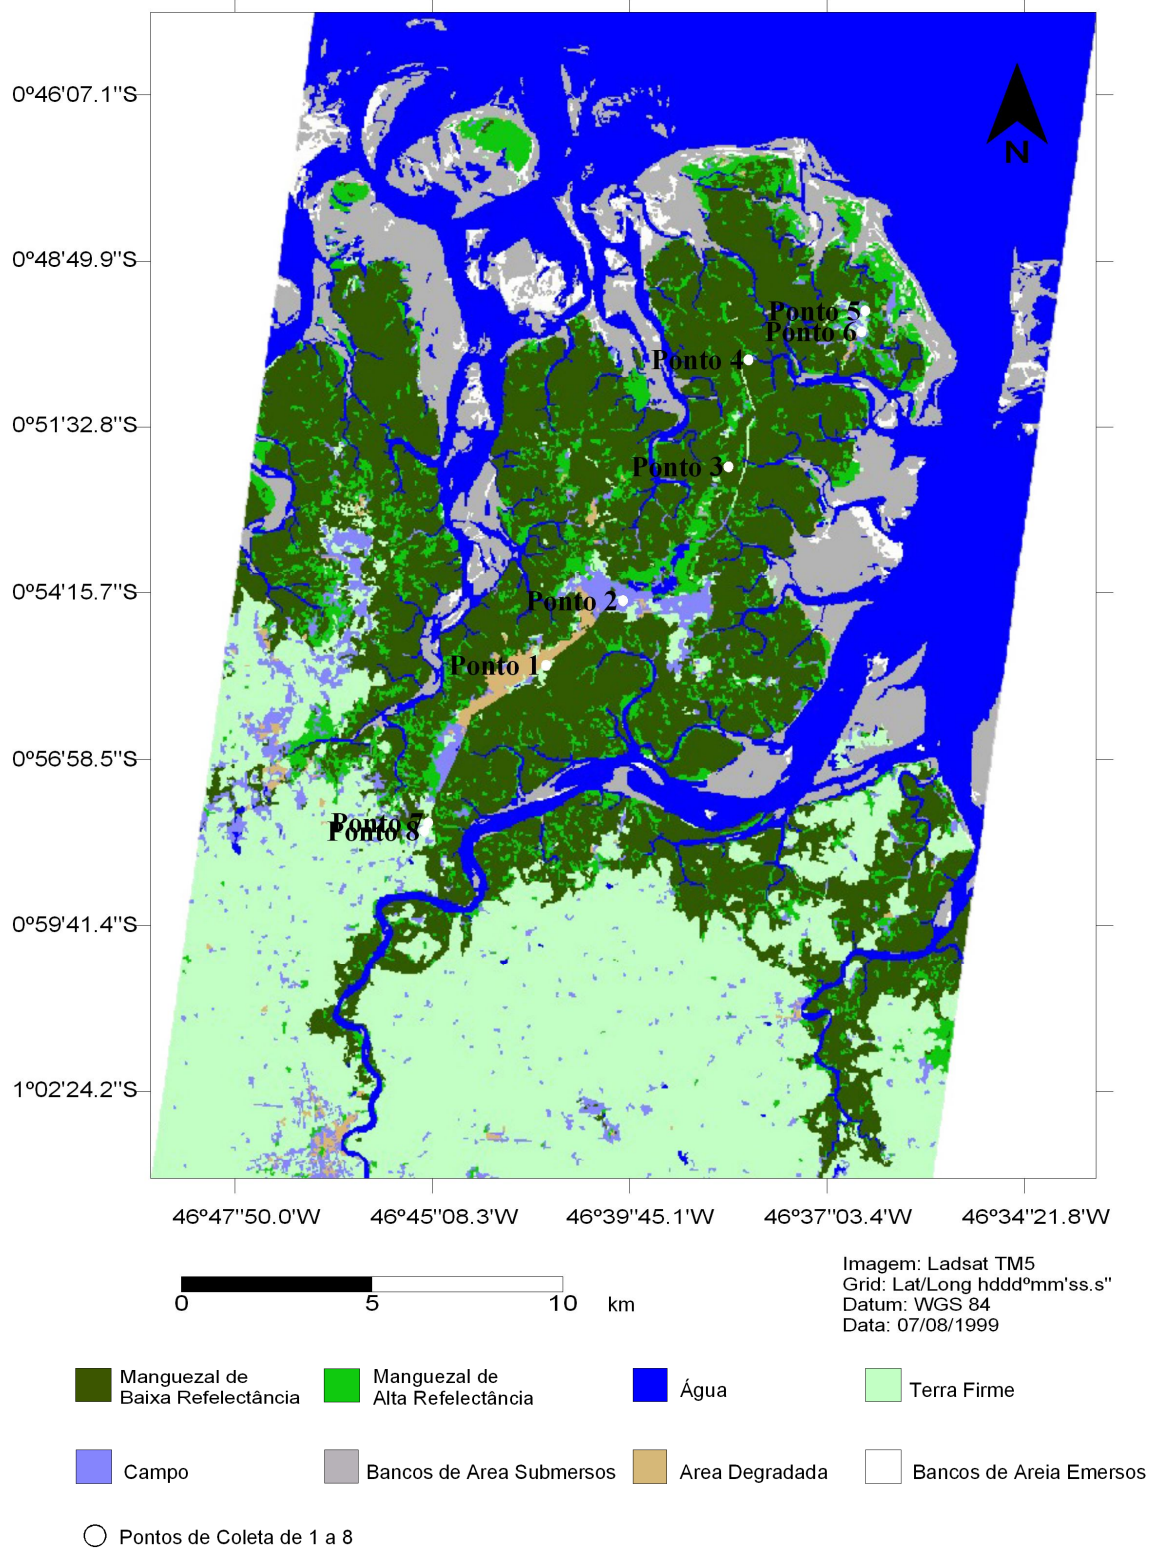 0º46'07.1''S
N
0º48'49.9''S
Ponto 5
Ponto 6
Ponto 4
0º51'32.8''S
Ponto 3
0º54'15.7''S
Ponto 2
Ponto 1
0º56'58.5''S
Ponto 7
Ponto 8
0º59'41.4''S
1º02'24.2''S
46º47''50.0'W 46º45''08.3'W 46º39''45.1'W 46º37''03.4'W 46º34''21.8'W
0 5 10 km
Imagem: Ladsat TM5
Grid: Lat/Long hdddºmm'ss.s''
Datum: WGS 84
Data: 07/08/1999
Manguezal de
Baixa Refelectância
Manguezal de
Alta Refelectância
Água
Terra Firme
Campo
Bancos de Area Submersos
Area Degradada
Bancos de Areia Emersos
Pontos de Coleta de 1 a 8